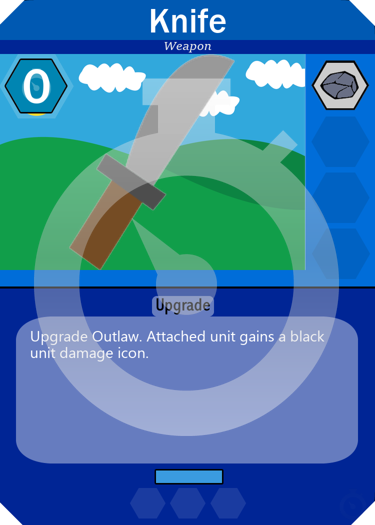 Knife
Weapon
0
Upgrade
Upgrade Outlaw. Attached unit gains a black
unit damage icon.